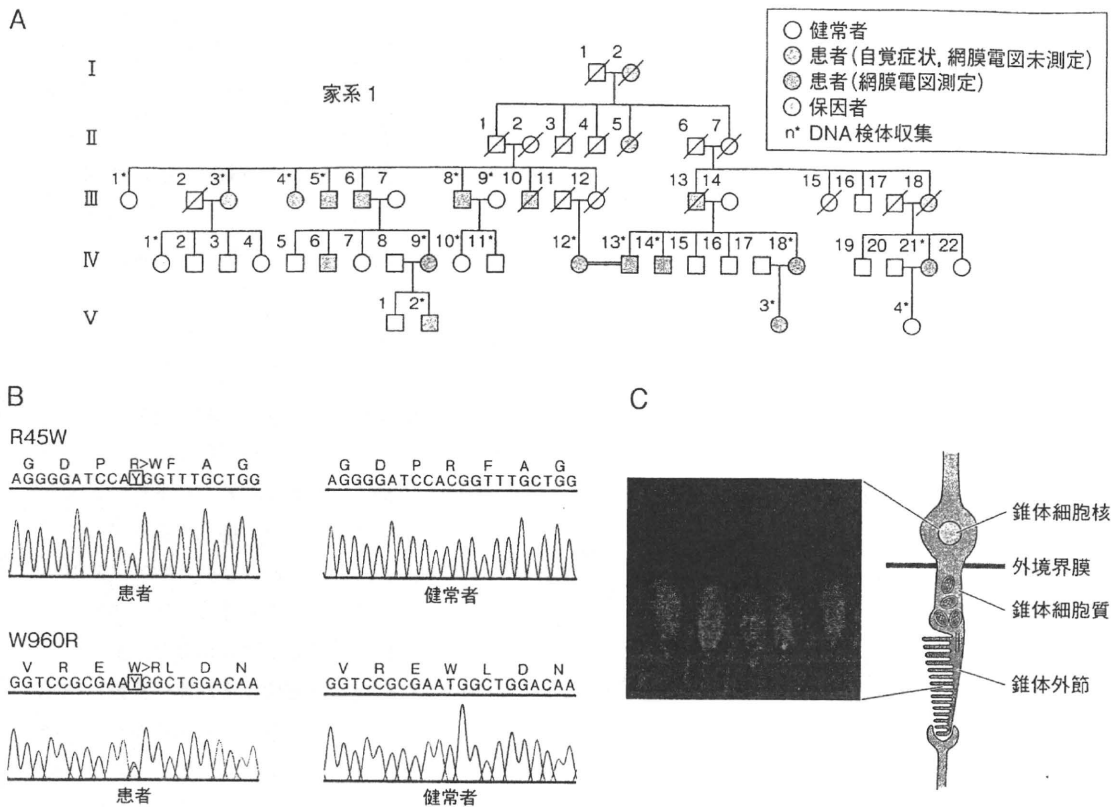 A
家系1
健常者
患者(自覚症状,網膜電図未測定)
患者(網膜電図測定)
保因者
n* DNA検体収集
I
1 2
II
1 2 3 4 5 6 7
III
1* 2 3* 4* 5* 6 7 8* 9* 10 11 12 13 14 15 16 17 18
IV
1* 2 3 4 5 6 7 8 9* 10* 11 12* 13* 14* 15 16 17 18* 19 20 21* 22
V
1 2* 3* 4*
B
R45W
G D P R>W F A G
AGGGGATCCAYGGTTTGCTGG
患者
G D P R F A G
AGGGGATCCACGGTTTGCTGG
健常者
W960R
V R E W>R L D N
GGTCCGCGAAYGGCTGGACAA
患者
V R E W L D N
GGTCCGCGAATGGCTGGACAA
健常者
C
錐体細胞核
外境界膜
錐体細胞質
錐体外節